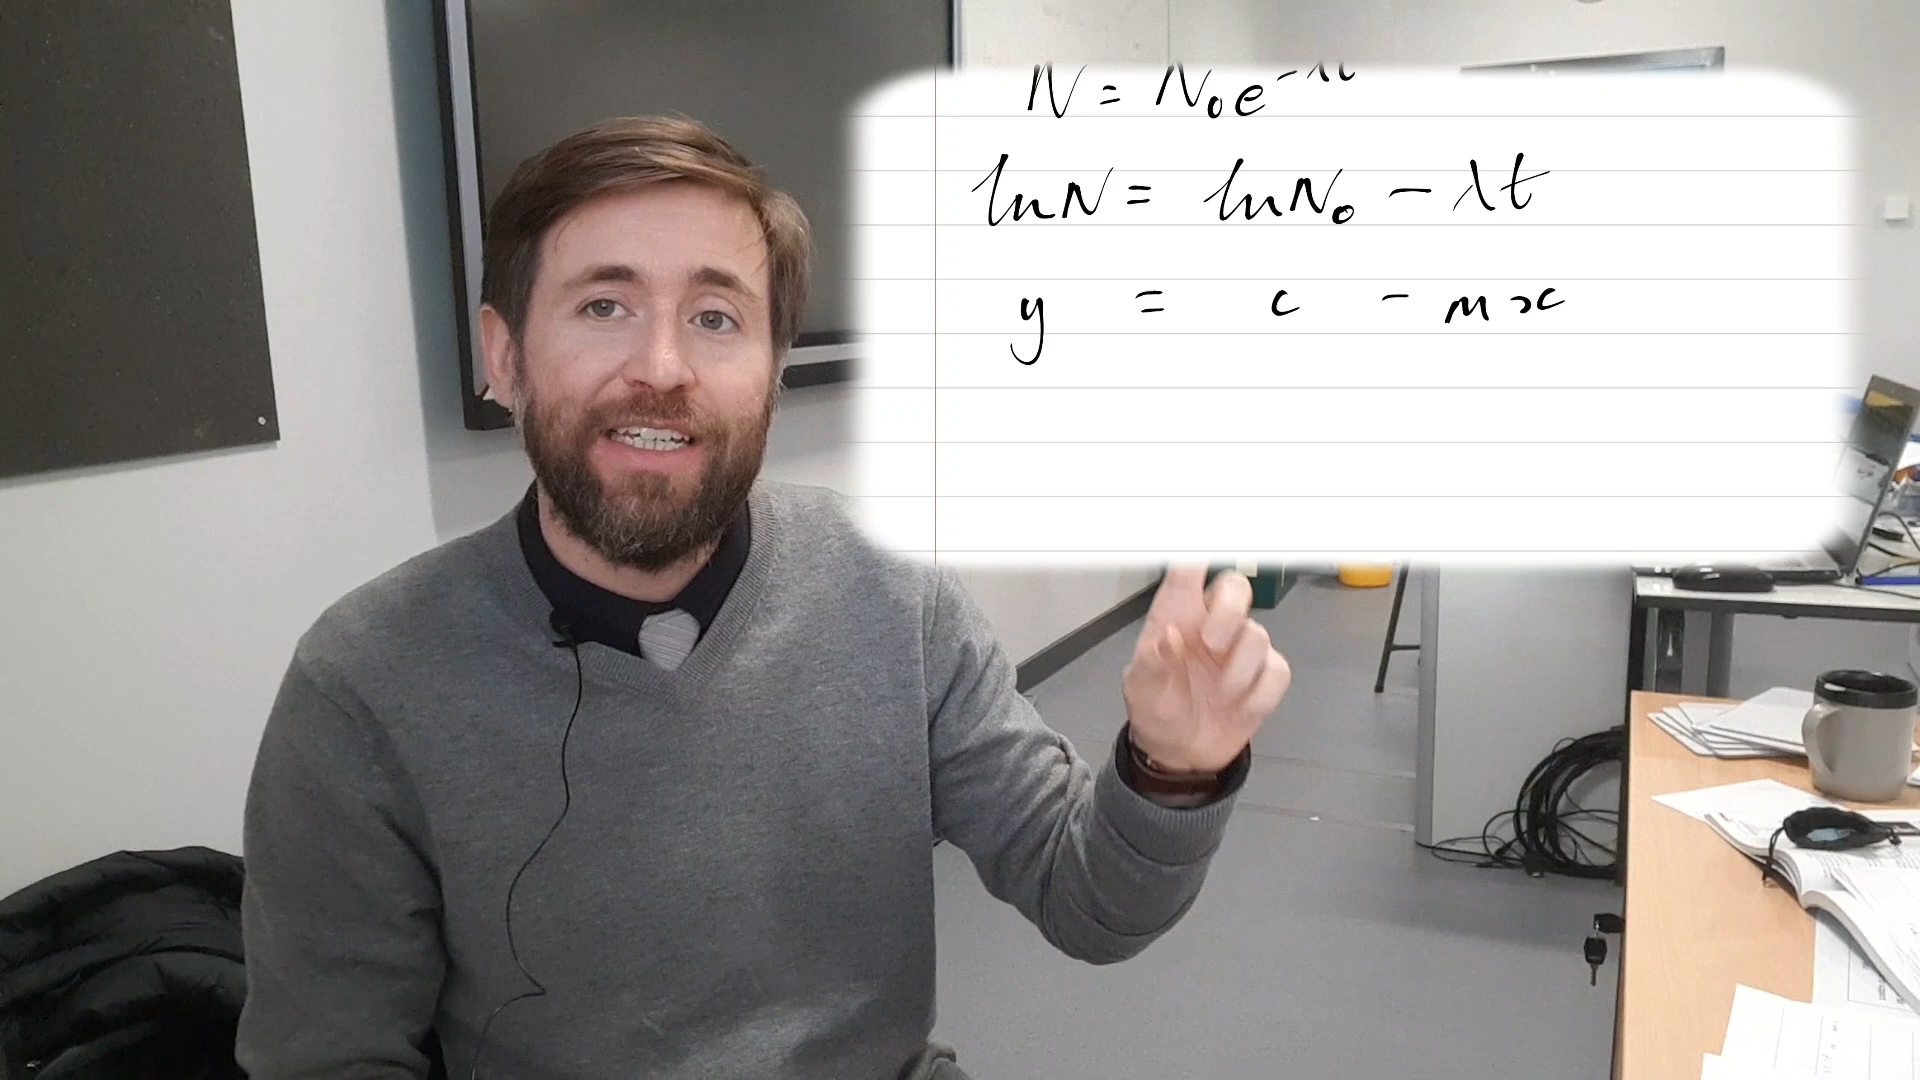 N = N₀e^-λt
ln N = ln N₀ - λt
y = c - mx